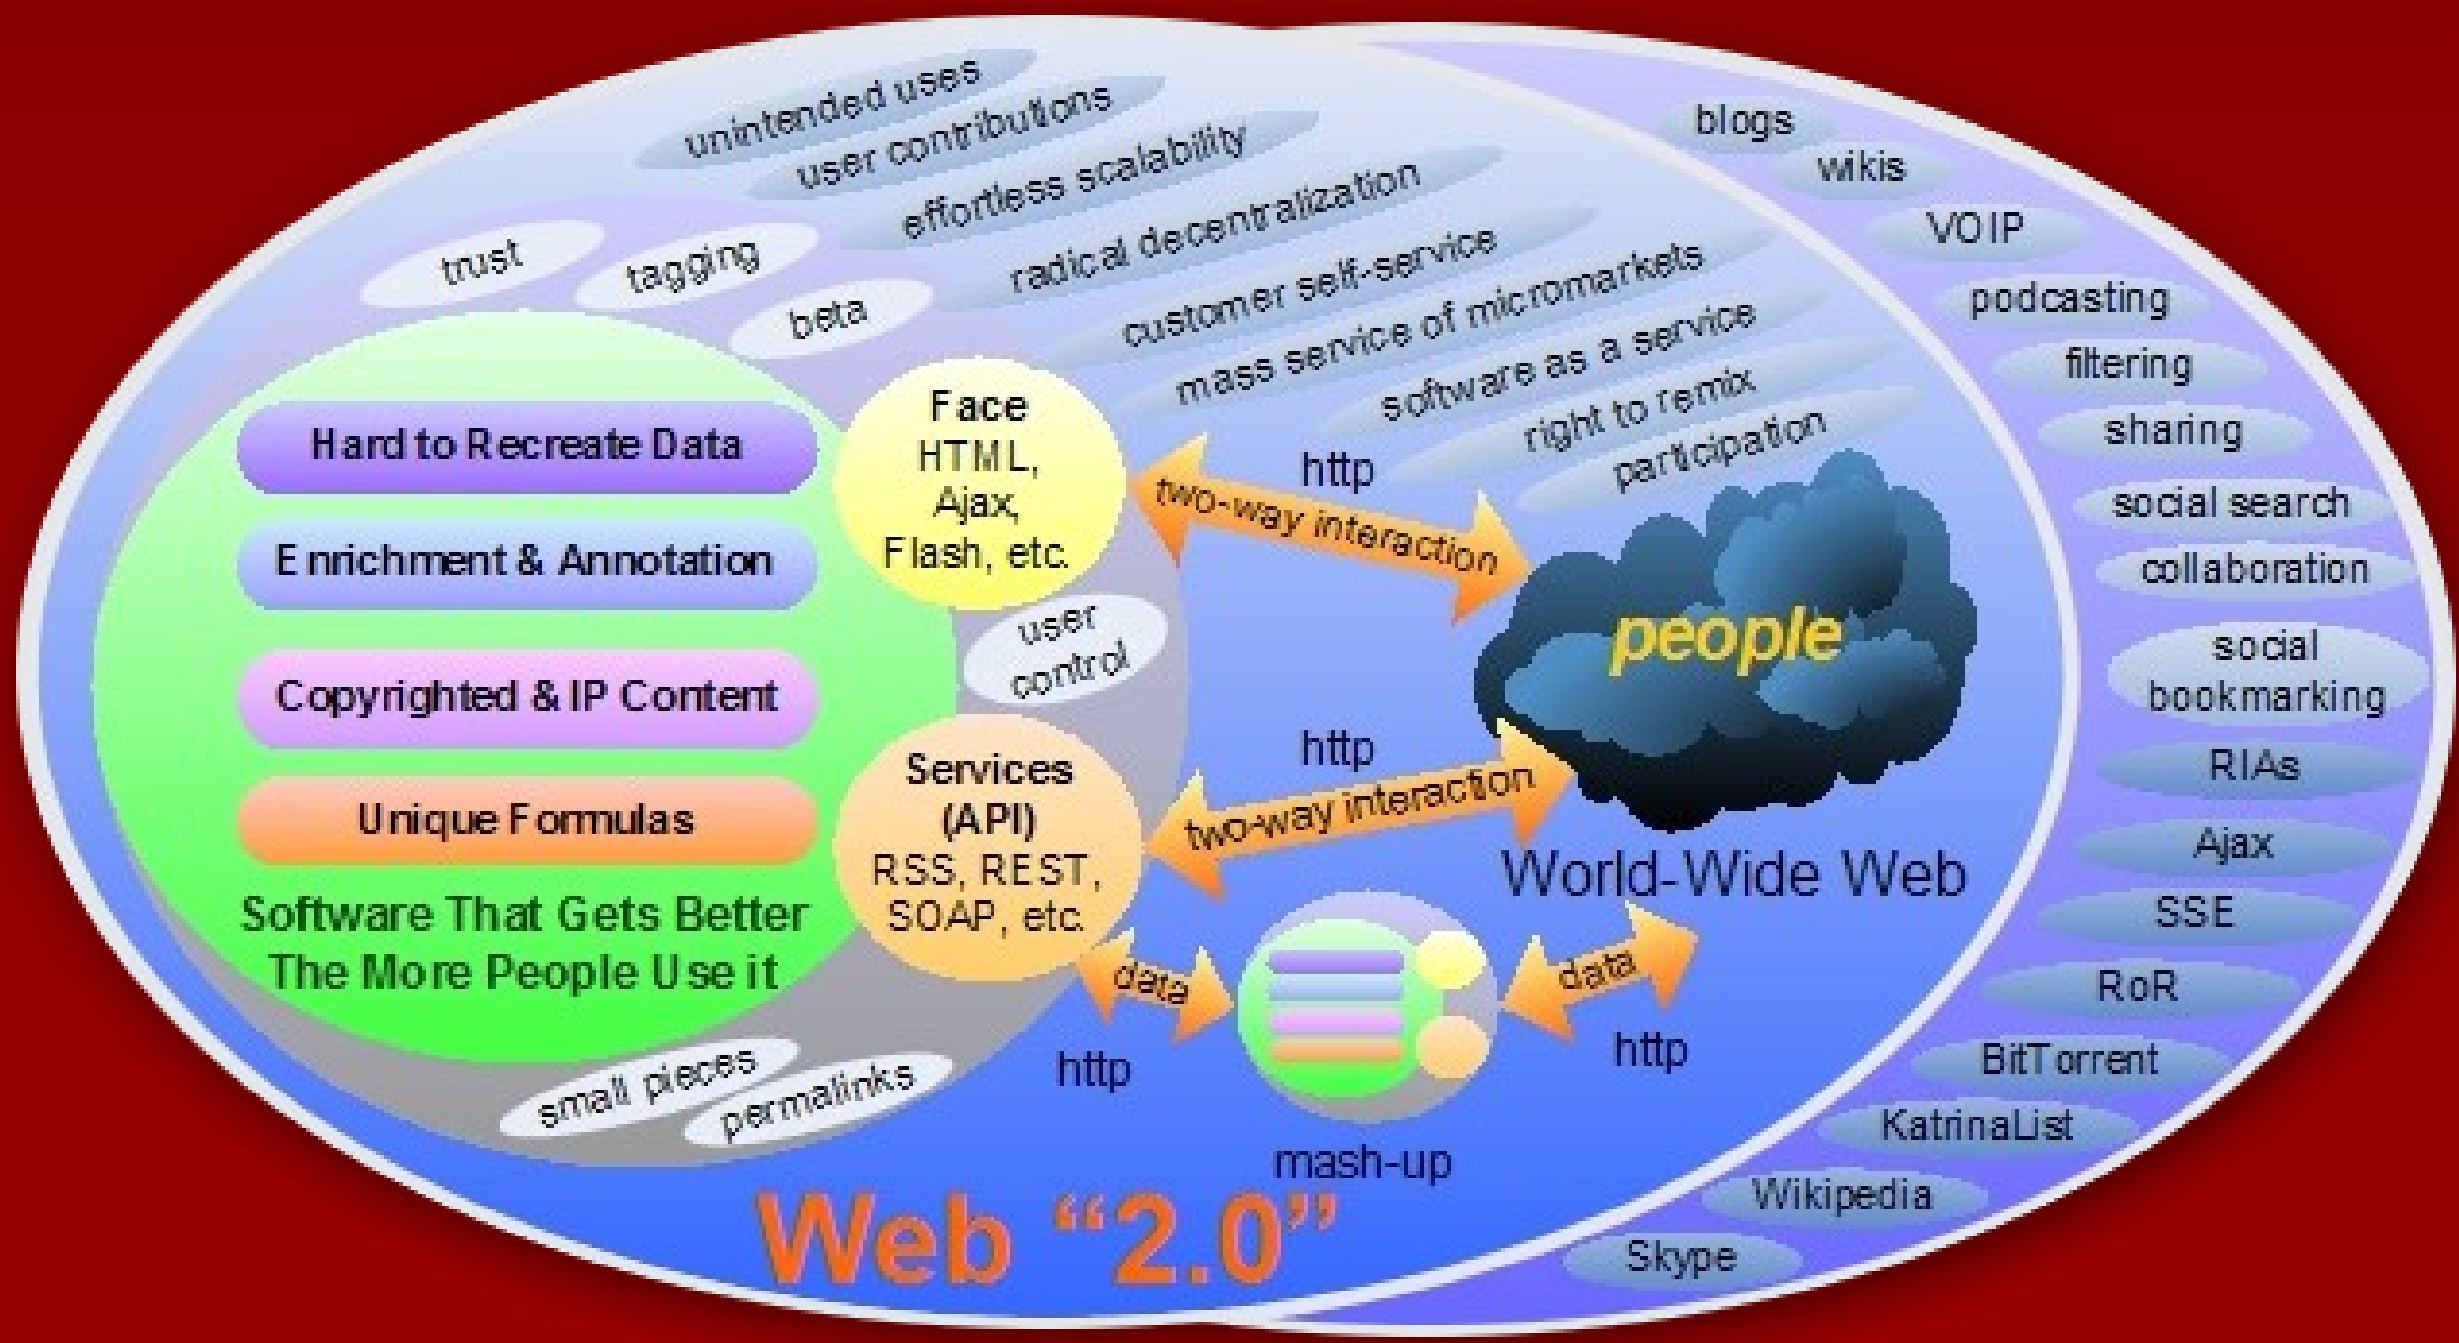 unintended uses
user contributions
effortless scalability
radical decentralization
customer self-service
mass service of micromarkets
software as a service
right to remix
participation
trust
tagging
beta
Hard to Recreate Data
Enrichment & Annotation
Copyrighted & IP Content
Unique Formulas
Software That Gets Better
The More People Use it
Face
HTML,
Ajax,
Flash, etc.
user
control
Services
(API)
RSS, REST,
SOAP, etc.
small pieces
permalinks
http
two-way interaction
people
http
two-way interaction
World-Wide Web
data
http
data
http
mash-up
Web “2.0”
blogs
wikis
VOIP
podcasting
filtering
sharing
social search
collaboration
social
bookmarking
RIAs
Ajax
SSE
RoR
BitTorrent
KatrinaList
Wikipedia
Skype